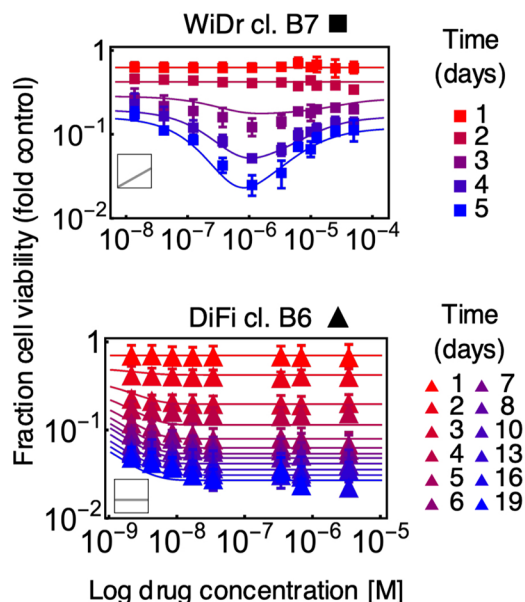 WiDr cl. B7 ■
Time
(days)
1
2
3
4
5
Fraction cell viability (fold control)
1
10⁻¹
10⁻²
10⁻⁸ 10⁻⁷ 10⁻⁶ 10⁻⁵ 10⁻⁴
DiFi cl. B6 ▲
Time
(days)
1 7
2 8
3 10
4 13
5 16
6 19
1
10⁻¹
10⁻²
10⁻⁹ 10⁻⁸ 10⁻⁷ 10⁻⁶ 10⁻⁵
Log drug concentration [M]